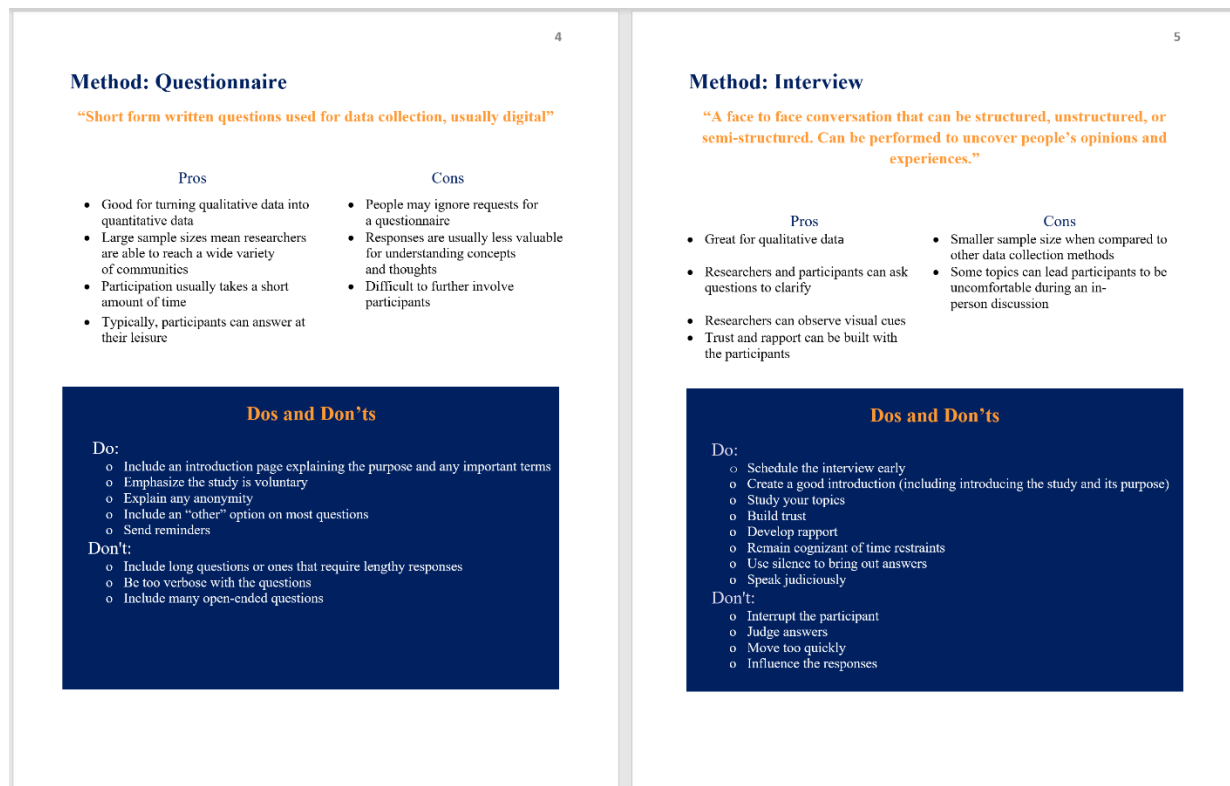 4
Method: Questionnaire
“Short form written questions used for data collection, usually digital”
Pros
• Good for turning qualitative data into
quantitative data
• Large sample sizes mean researchers
are able to reach a wide variety
of communities
• Participation usually takes a short
amount of time
• Typically, participants can answer at
their leisure
Cons
• People may ignore requests for
a questionnaire
• Responses are usually less valuable
for understanding concepts
and thoughts
• Difficult to further involve
participants
Dos and Don’ts
Do:
o Include an introduction page explaining the purpose and any important terms
o Emphasize the study is voluntary
o Explain any anonymity
o Include an “other” option on most questions
o Send reminders
Don't:
o Include long questions or ones that require lengthy responses
o Be too verbose with the questions
o Include many open-ended questions
5
Method: Interview
“A face to face conversation that can be structured, unstructured, or
semi-structured. Can be performed to uncover people’s opinions and
experiences.”
Pros
• Great for qualitative data
• Researchers and participants can ask
questions to clarify
• Researchers can observe visual cues
• Trust and rapport can be built with
the participants
Cons
• Smaller sample size when compared to
other data collection methods
• Some topics can lead participants to be
uncomfortable during an in-
person discussion
Dos and Don’ts
Do:
o Schedule the interview early
o Create a good introduction (including introducing the study and its purpose)
o Study your topics
o Build trust
o Develop rapport
o Remain cognizant of time restraints
o Use silence to bring out answers
o Speak judiciously
Don't:
o Interrupt the participant
o Judge answers
o Move too quickly
o Influence the responses